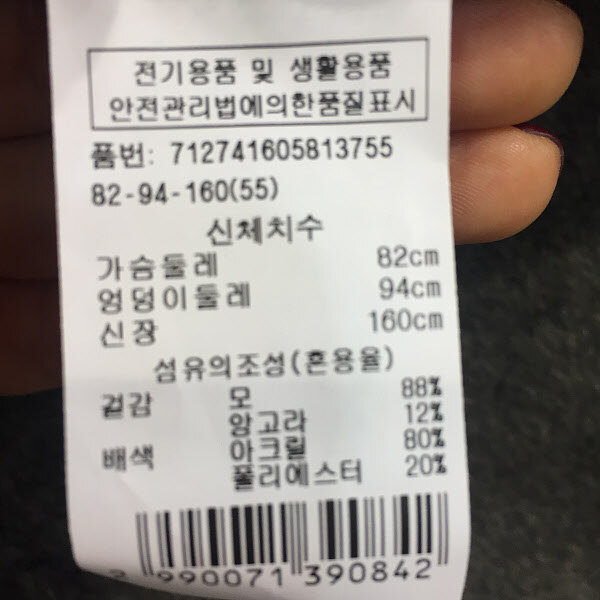 전기용품 및 생활용품
안전관리법에의한품질표시
품번: 712741605813755
82-94-160(55)
신체치수
가슴둘레 82cm
엉덩이둘레 94cm
신장 160cm
섬유의조성(혼용율)
겉감 모 88%
앙고라 12%
배색 아크릴 80%
폴리에스터 20%
2 990071 390842